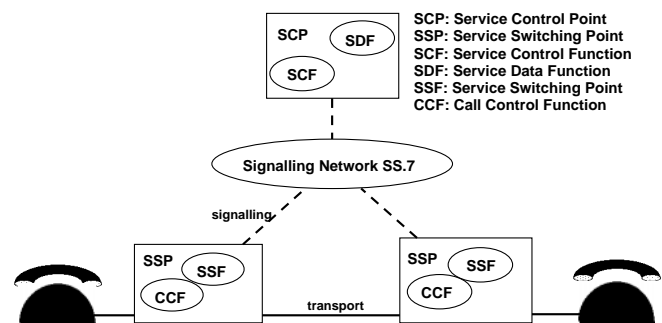 SCP
SDF
SCF
SCP: Service Control Point
SSP: Service Switching Point
SCF: Service Control Function
SDF: Service Data Function
SSF: Service Switching Point
CCF: Call Control Function
Signalling Network SS.7
signalling
SSP
SSF
CCF
transport
SSP
SSF
CCF